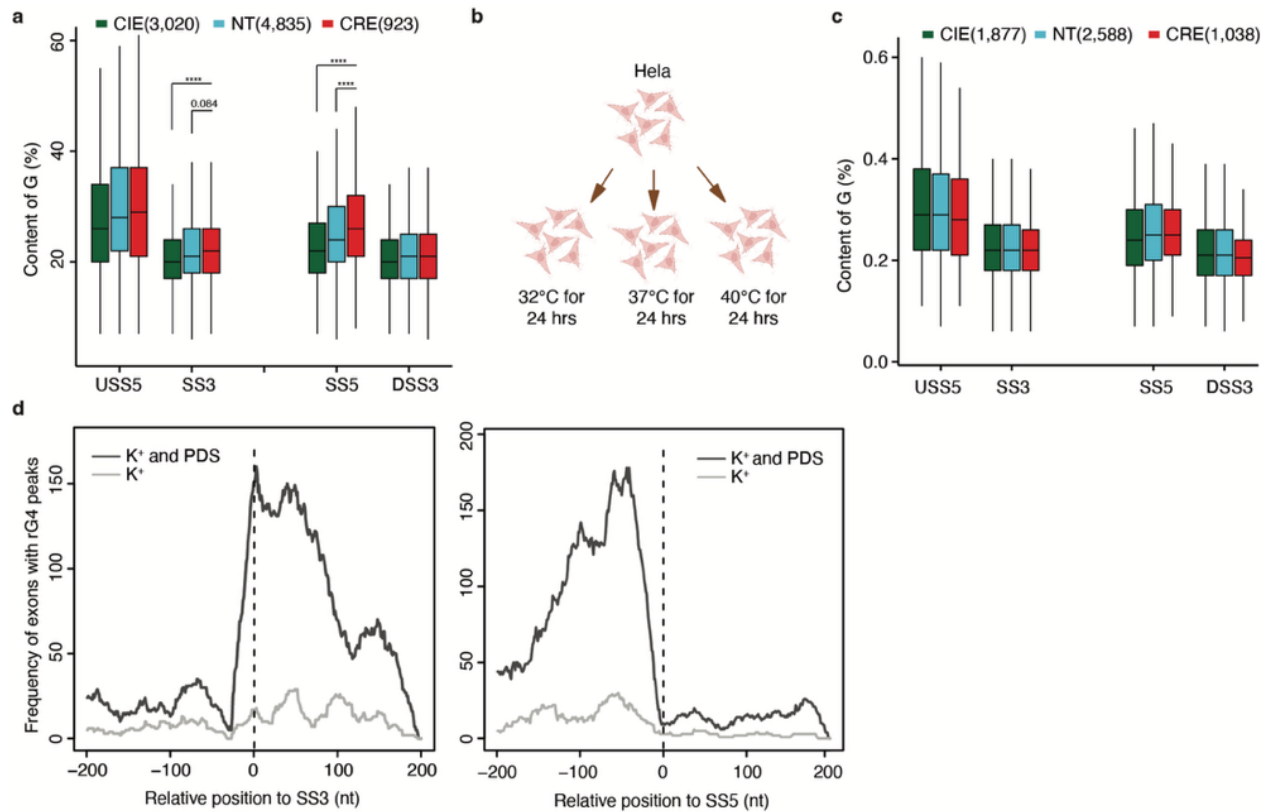 a
CIE(3,020) NT(4,835) CRE(923)
Content of G (%)
60
40
20
****
0.084
****
****
USS5 SS3 SS5 DSS3
b
Hela
32°C for 37°C for 40°C for
24 hrs 24 hrs 24 hrs
c
CIE(1,877) NT(2,588) CRE(1,038)
Content of G (%)
0.6
0.4
0.2
0.0
USS5 SS3 SS5 DSS3
d
Frequency of exons with rG4 peaks
K+ and PDS
K+
150
100
50
0
−200 −100 0 100 200
Relative position to SS3 (nt)
K+ and PDS
K+
200
150
100
50
0
−200 −100 0 100 200
Relative position to SS5 (nt)